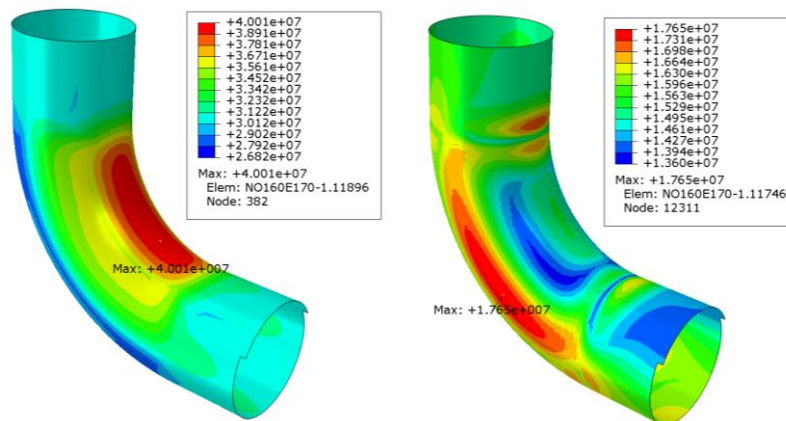 +4.001e+07
+3.891e+07
+3.781e+07
+3.671e+07
+3.561e+07
+3.452e+07
+3.342e+07
+3.232e+07
+3.122e+07
+3.012e+07
+2.902e+07
+2.792e+07
+2.682e+07
Max: +4.001e+07
Elem: NO160E170-1.11896
Node: 382
Max: +4.001e+007
+1.765e+07
+1.731e+07
+1.698e+07
+1.664e+07
+1.630e+07
+1.596e+07
+1.563e+07
+1.529e+07
+1.495e+07
+1.461e+07
+1.427e+07
+1.394e+07
+1.360e+07
Max: +1.765e+07
Elem: NO160E170-1.11746
Node: 12311
Max: +1.765e+007